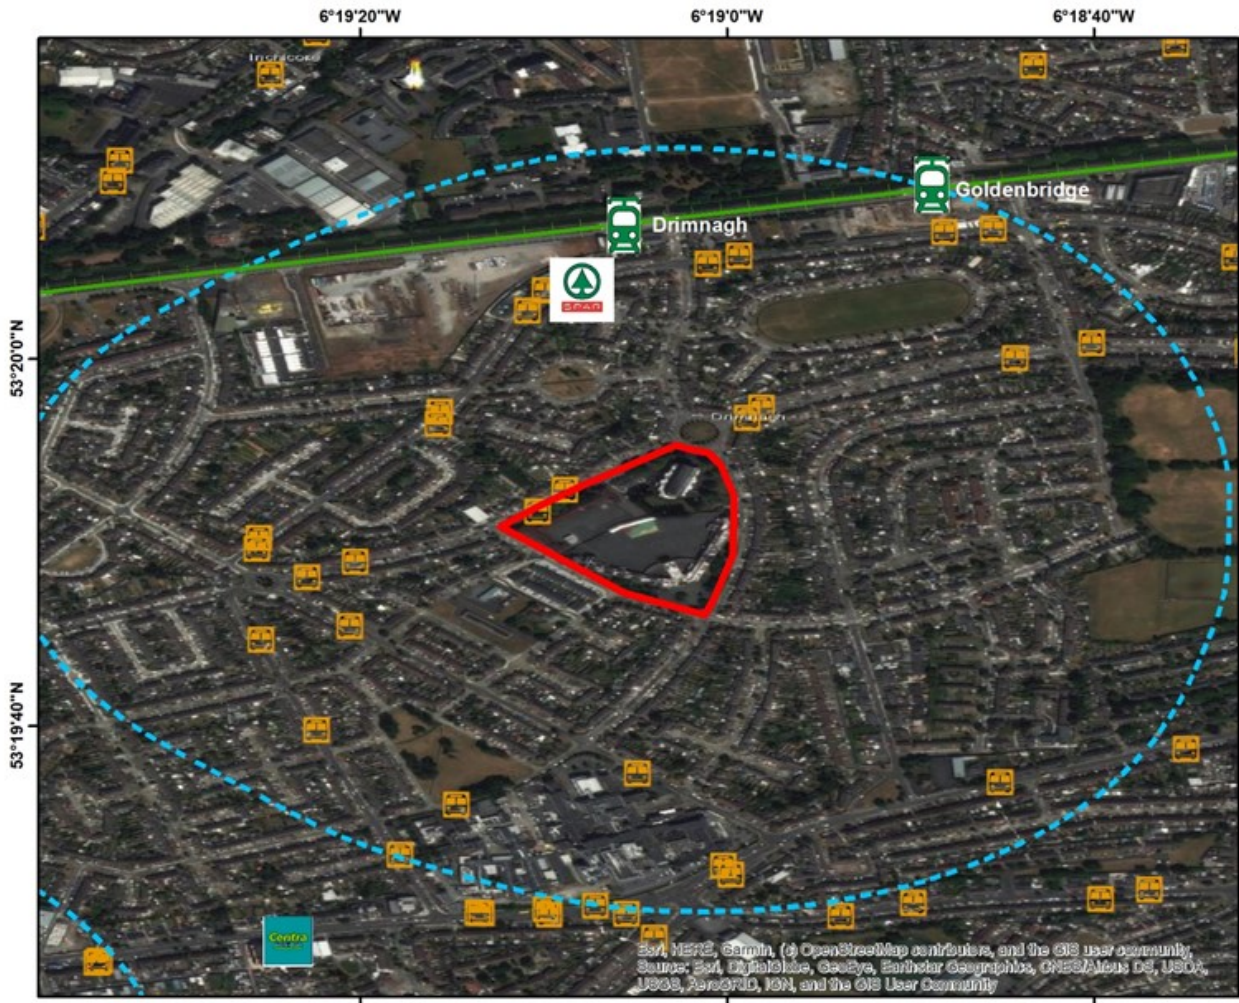 6°19'20"W
6°19'0"W
6°18'40"W
Inchicore
Goldenbridge
Drimnagh
SPAR
53°20'0"N
Drimnagh
53°19'40"N
Centra
Esri, HERE, Garmin, (c) OpenStreetMap contributors, and the GIS user community,
Source: Esri, DigitalGlobe, GeoEye, Earthstar Geographics, CNES/Airbus DS, USDA,
USGS, AeroGRID, IGN, and the GIS User Community